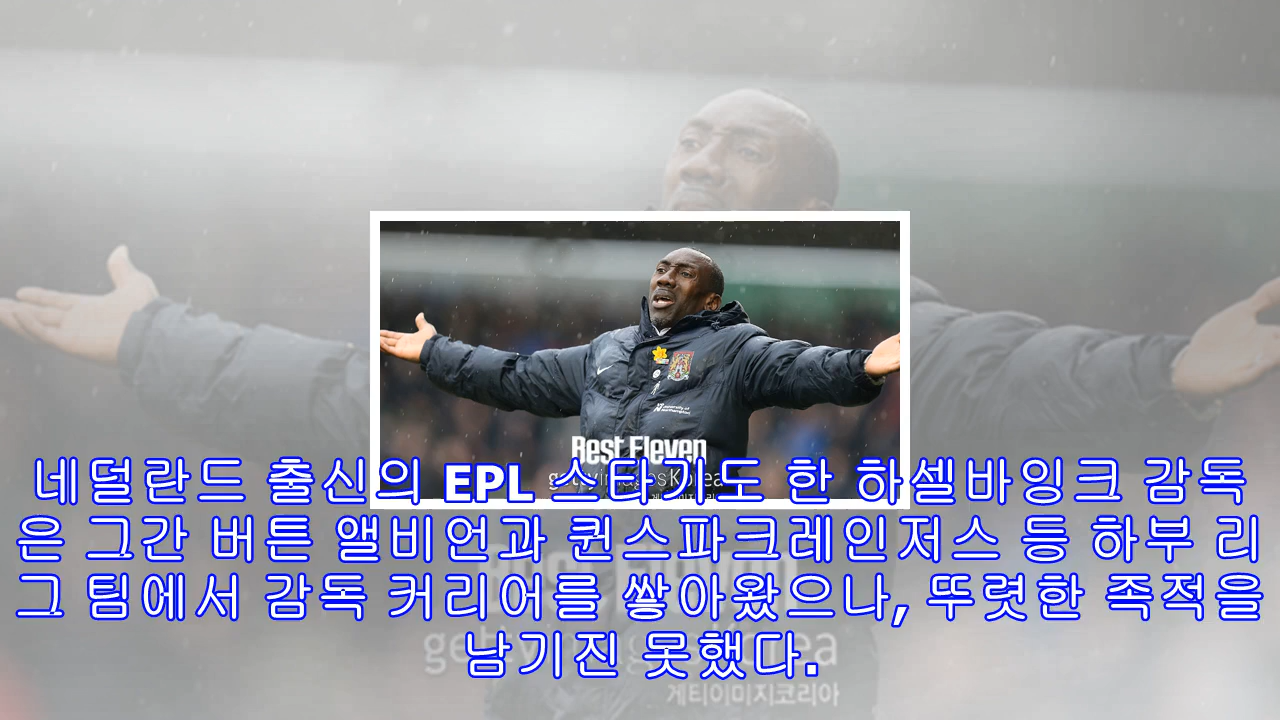 Best Eleven
네덜란드 출신의 EPL 스타기도 한 하셀바잉크 감독
은 그간 버튼 앨비언과 퀸스파크레인저스 등 하부 리
그 팀에서 감독 커리어를 쌓아왔으나, 뚜렷한 족적을
남기진 못했다.
게티이미지코리아